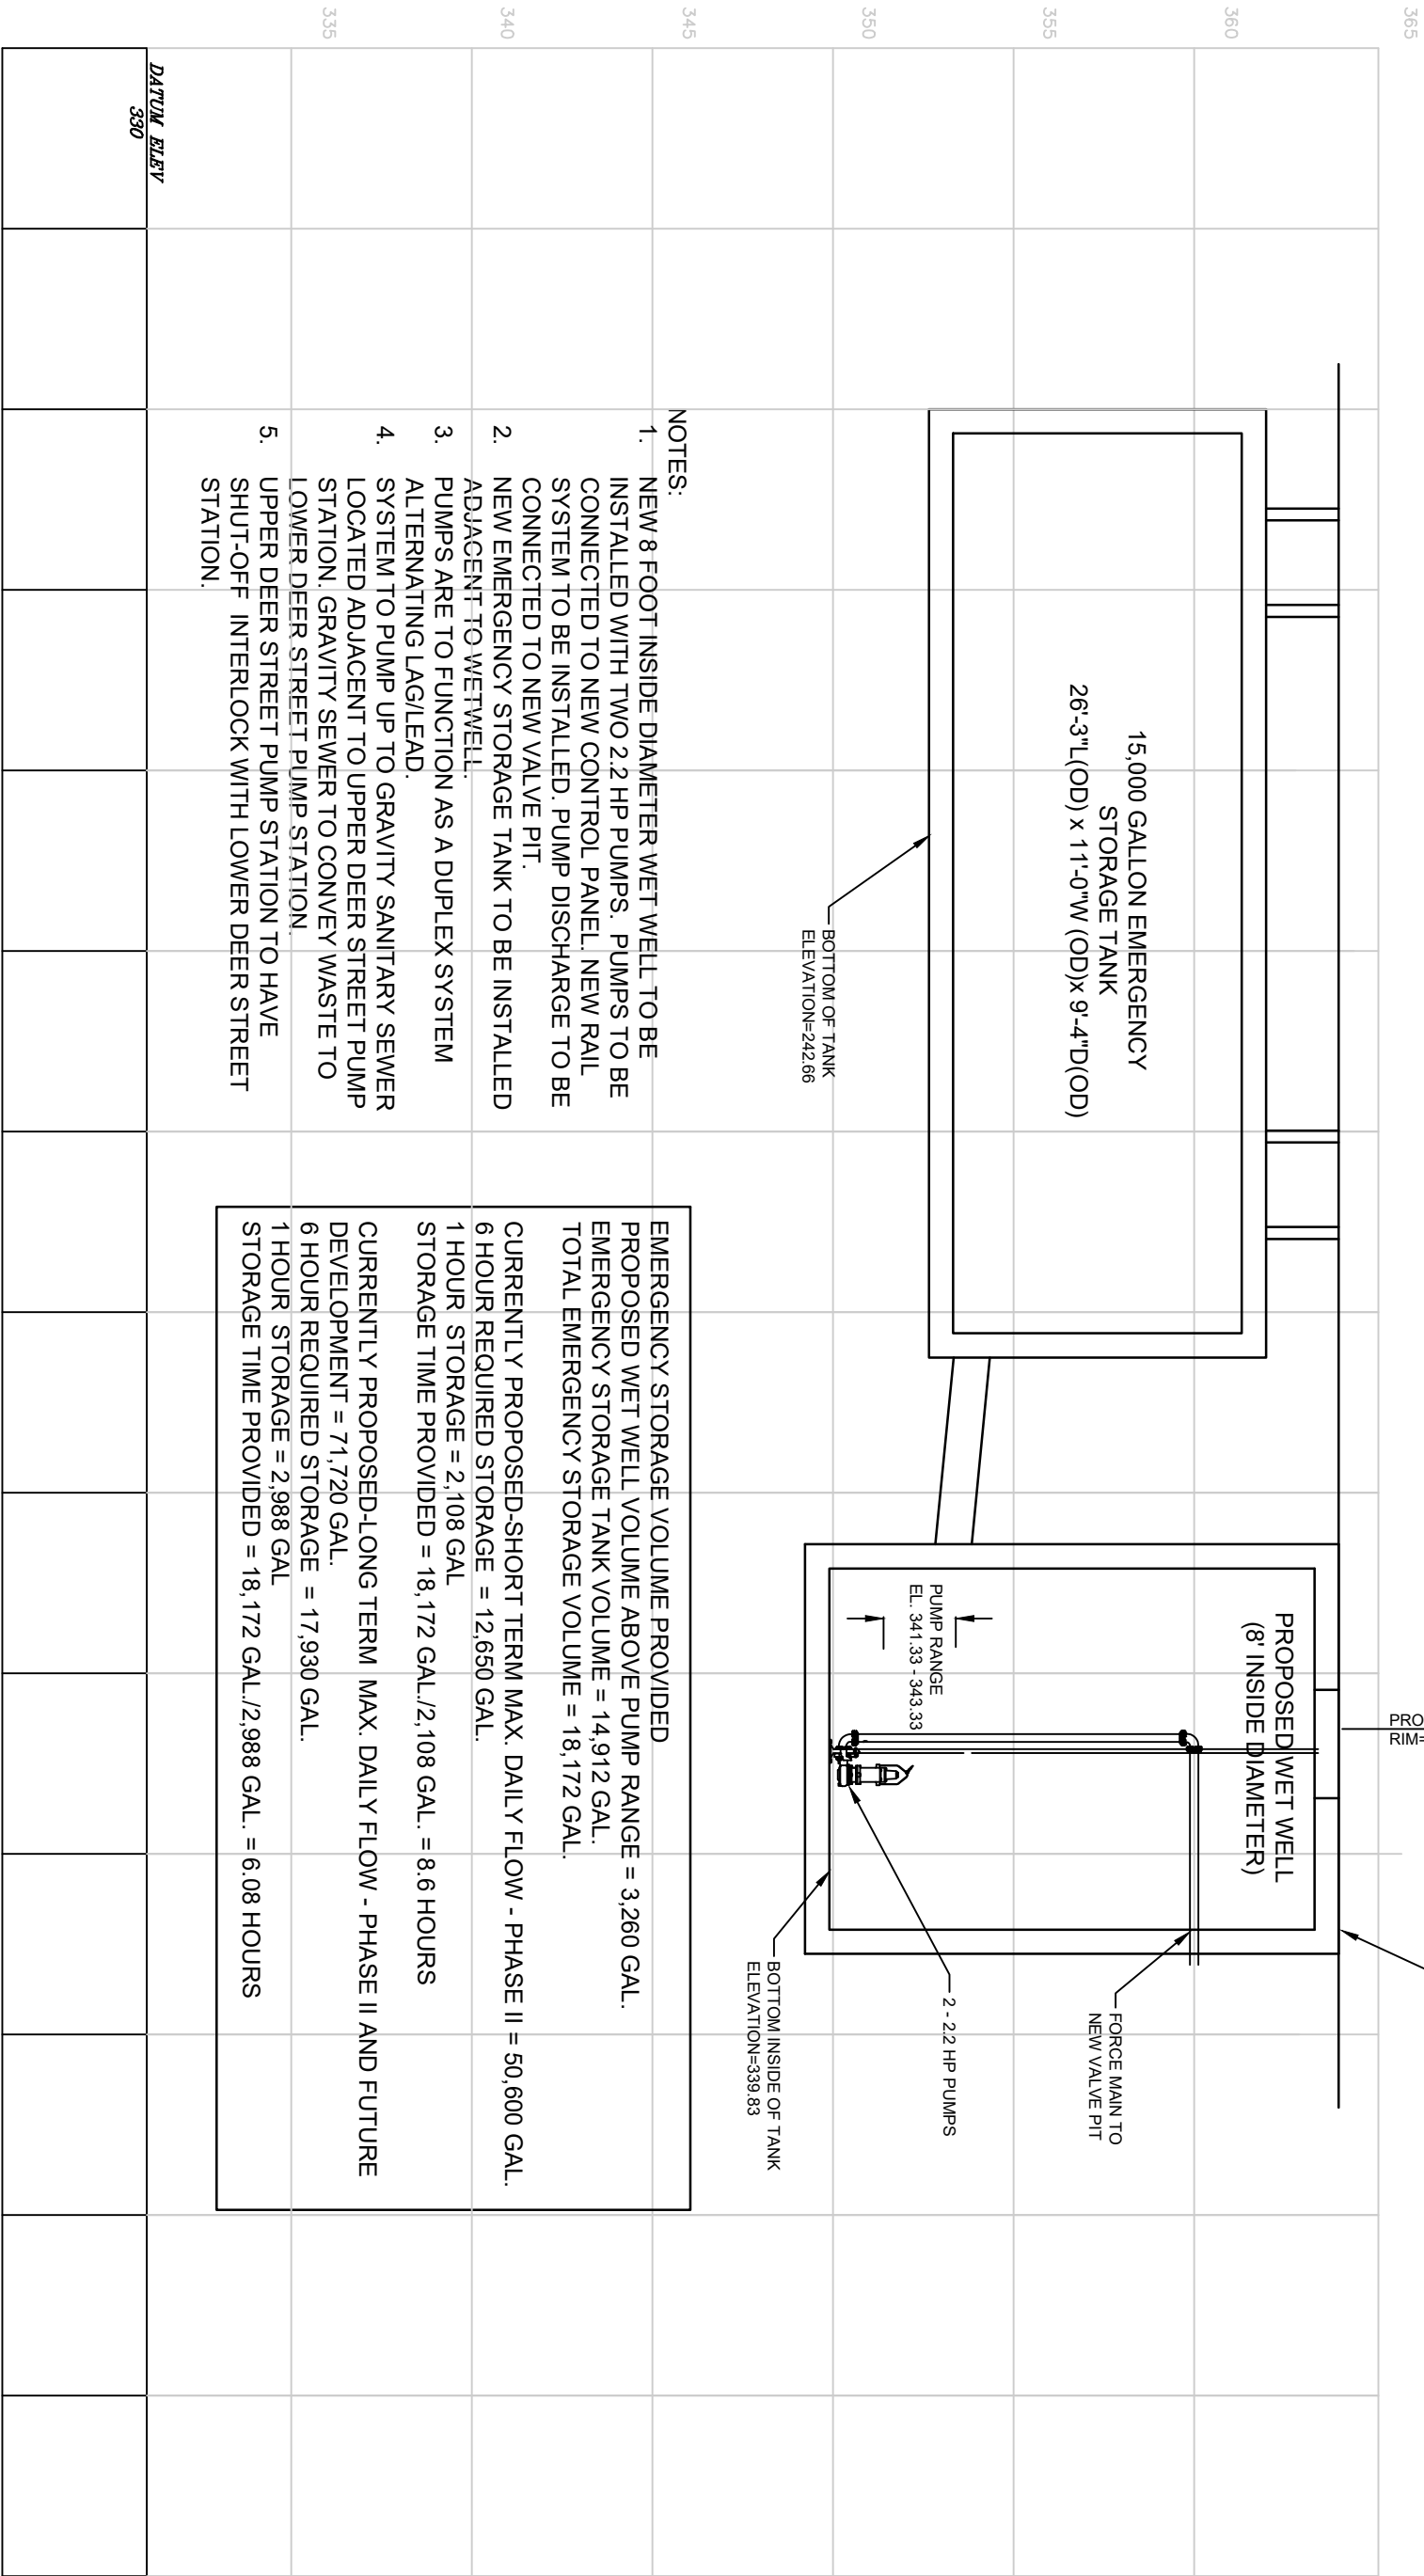 365
360
355
350
345
340
335
DATUM ELEV
330
PRO
RIM=
15,000 GALLON EMERGENCY
STORAGE TANK
26'-3"L(OD) x 11'-0"W (OD)x 9'-4"D(OD)
BOTTOM OF TANK
ELEVATION=242.66
PROPOSED WET WELL
(8' INSIDE DIAMETER)
PUMP RANGE
EL. 341.33 - 343.33
FORCE MAIN TO
NEW VALVE PIT
2 - 2.2 HP PUMPS
BOTTOM INSIDE OF TANK
ELEVATION=339.83
NOTES:
1. NEW 8 FOOT INSIDE DIAMETER WET WELL TO BE
INSTALLED WITH TWO 2.2 HP PUMPS. PUMPS TO BE
CONNECTED TO NEW CONTROL PANEL. NEW RAIL
SYSTEM TO BE INSTALLED. PUMP DISCHARGE TO BE
CONNECTED TO NEW VALVE PIT.
2. NEW EMERGENCY STORAGE TANK TO BE INSTALLED
ADJACENT TO WETWELL.
3. PUMPS ARE TO FUNCTION AS A DUPLEX SYSTEM
ALTERNATING LAG/LEAD.
4. SYSTEM TO PUMP UP TO GRAVITY SANITARY SEWER
LOCATED ADJACENT TO UPPER DEER STREET PUMP
STATION. GRAVITY SEWER TO CONVEY WASTE TO
LOWER DEER STREET PUMP STATION.
5. UPPER DEER STREET PUMP STATION TO HAVE
SHUT-OFF INTERLOCK WITH LOWER DEER STREET
STATION.
EMERGENCY STORAGE VOLUME PROVIDED
PROPOSED WET WELL VOLUME ABOVE PUMP RANGE = 3,260 GAL.
EMERGENCY STORAGE TANK VOLUME = 14,912 GAL.
TOTAL EMERGENCY STORAGE VOLUME = 18,172 GAL.
CURRENTLY PROPOSED-SHORT TERM MAX. DAILY FLOW - PHASE II = 50,600 GAL.
6 HOUR REQUIRED STORAGE = 12,650 GAL.
1 HOUR STORAGE = 2,108 GAL
STORAGE TIME PROVIDED = 18,172 GAL./2,108 GAL. = 8.6 HOURS
CURRENTLY PROPOSED-LONG TERM MAX. DAILY FLOW - PHASE II AND FUTURE
DEVELOPMENT = 71,720 GAL.
6 HOUR REQUIRED STORAGE = 17,930 GAL.
1 HOUR STORAGE = 2,988 GAL
STORAGE TIME PROVIDED = 18,172 GAL./2,988 GAL. = 6.08 HOURS